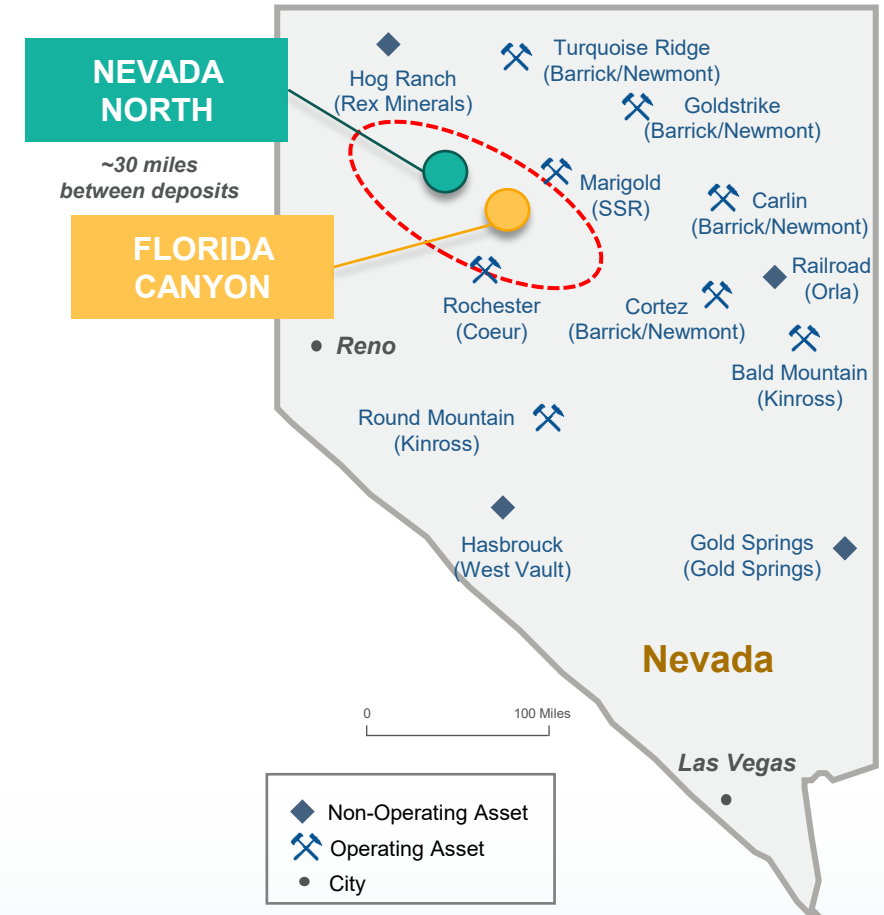 NEVADA
NORTH
~30 miles
between deposits
FLORIDA
CANYON
Hog Ranch
(Rex Minerals)
Turquoise Ridge
(Barrick/Newmont)
Goldstrike
(Barrick/Newmont)
Marigold
(SSR)
Carlin
(Barrick/Newmont)
Railroad
(Orla)
Rochester
(Coeur)
Cortez
(Barrick/Newmont)
Reno
Bald Mountain
(Kinross)
Round Mountain
(Kinross)
Hasbrouck
(West Vault)
Gold Springs
(Gold Springs)
Nevada
0
100 Miles
Las Vegas
Non-Operating Asset
Operating Asset
City